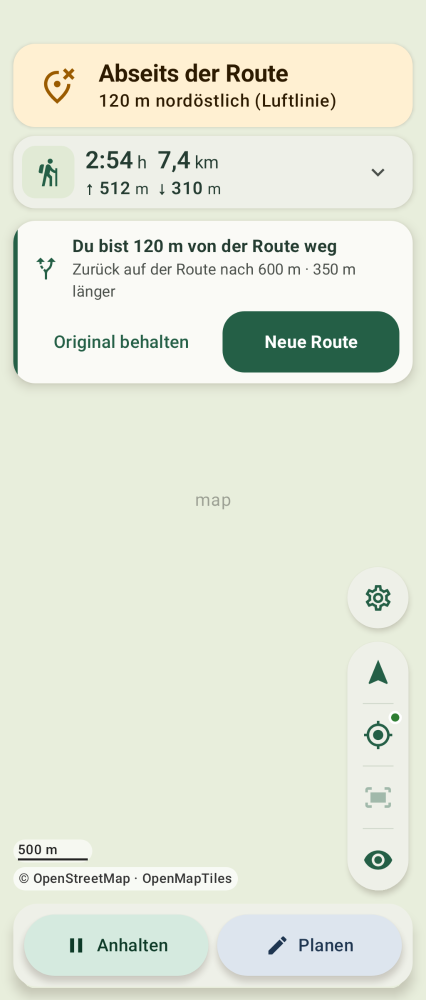 Abseits der Route
120 m nordöstlich (Luftlinie)
2:54 h 7,4 km
↑ 512 m ↓ 310 m
Du bist 120 m von der Route weg
Zurück auf der Route nach 600 m · 350 m
länger
Original behalten
Neue Route
map
500 m
© OpenStreetMap · OpenMapTiles
Anhalten
Planen